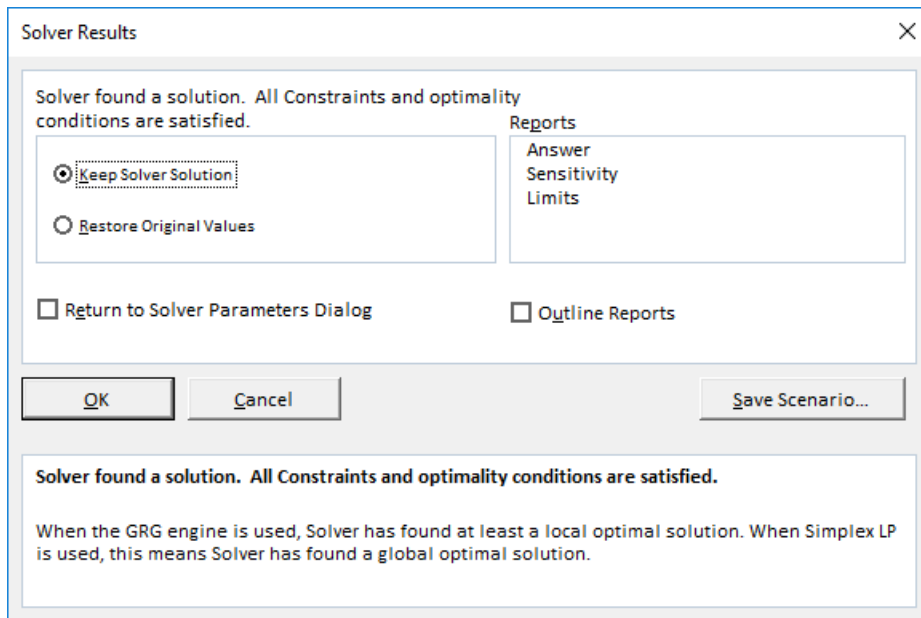 Solver Results
Solver found a solution.  All Constraints and optimality
conditions are satisfied.
Reports
Keep Solver Solution
Restore Original Values
Answer
Sensitivity
Limits
Return to Solver Parameters Dialog
Outline Reports
OK
Cancel
Save Scenario...
Solver found a solution.  All Constraints and optimality conditions are satisfied.
When the GRG engine is used, Solver has found at least a local optimal solution. When Simplex LP
is used, this means Solver has found a global optimal solution.